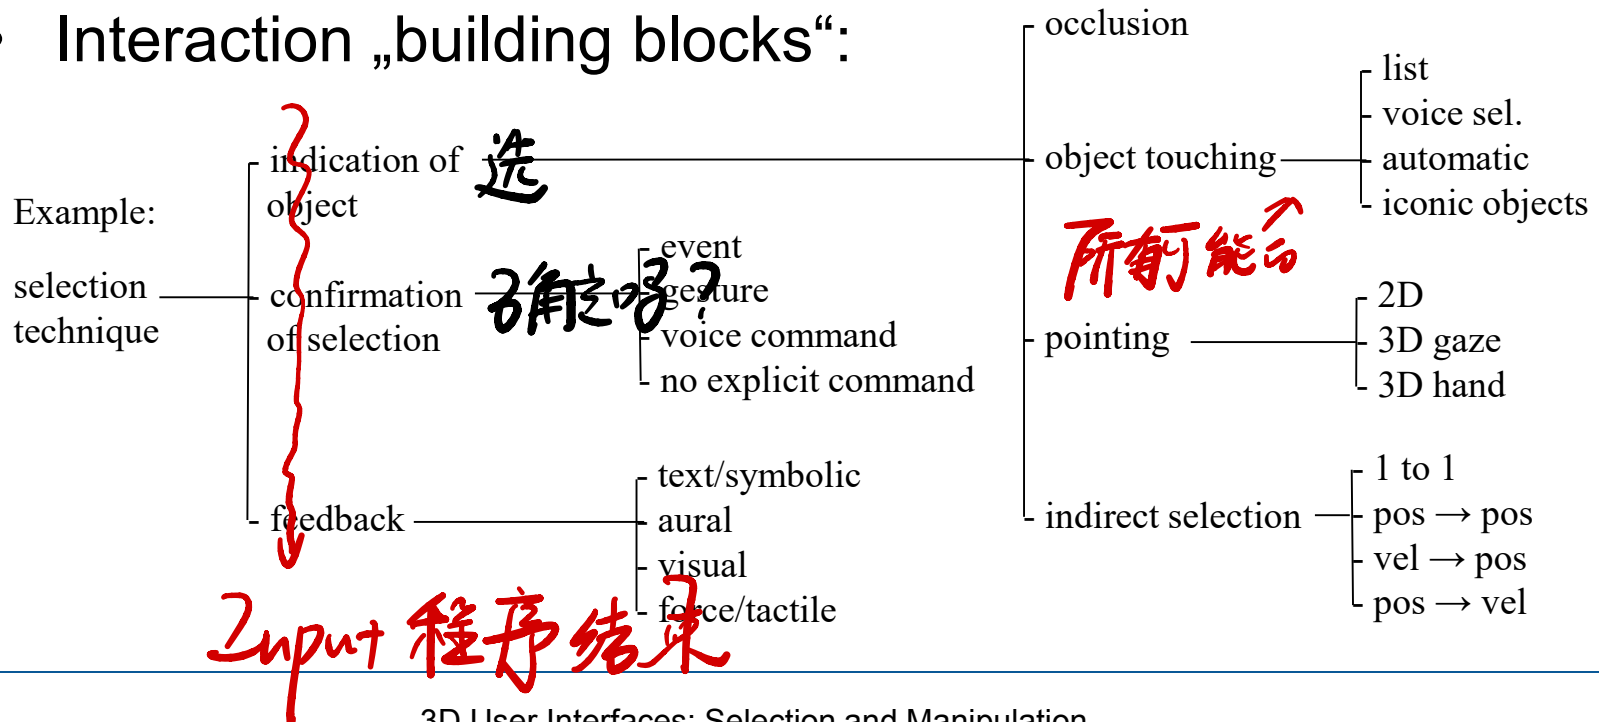 • Interaction „building blocks“:
Example:
selection
technique
indication of
object
选
confirmation
of selection
确定吗?
feedback
event
gesture
voice command
no explicit command
text/symbolic
aural
visual
force/tactile
occlusion
object touching
pointing
indirect selection
list
voice sel.
automatic
iconic objects
所有可能的
2D
3D gaze
3D hand
1 to 1
pos → pos
vel → pos
pos → vel
Input 程序结束
3D User Interfaces: Selection and Manipulation